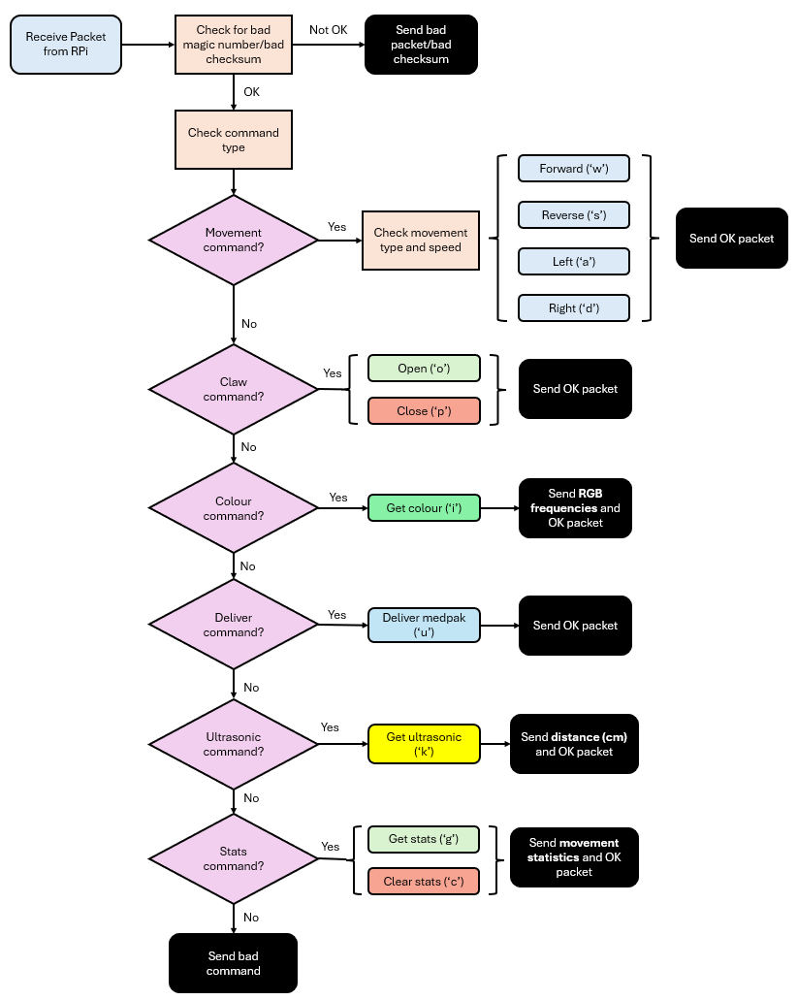 Receive Packet
from RPi
Check for bad
magic number/bad
checksum
Not OK
Send bad
packet/bad
checksum
OK
Check command
type
Movement
command?
Yes
Check movement
type and speed
Forward (‘w’)
Reverse (‘s’)
Left (‘a’)
Right (‘d’)
Send OK packet
No
Claw
command?
Yes
Open (‘o’)
Close (‘p’)
Send OK packet
No
Colour
command?
Yes
Get colour (‘i’)
Send RGB
frequencies and
OK packet
No
Deliver
command?
Yes
Deliver medpak
(‘u’)
Send OK packet
No
Ultrasonic
command?
Yes
Get ultrasonic
(‘k’)
Send distance (cm)
and OK packet
No
Stats
command?
Yes
Get stats (‘g’)
Clear stats (‘c’)
Send movement
statistics and OK
packet
No
Send bad
command